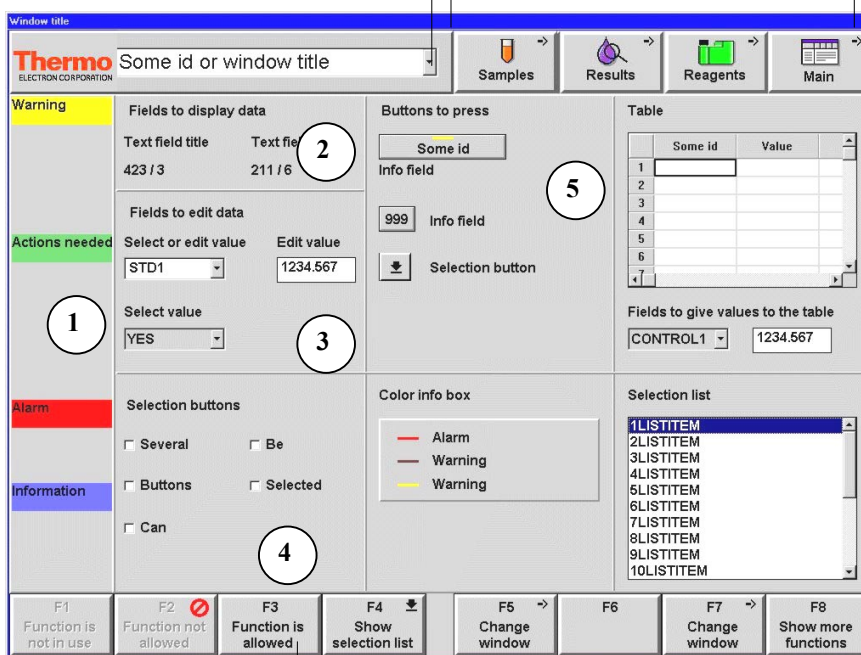 Window title
Thermo
ELECTRON CORPORATION
Some id or window title
Samples
Results
Reagents
Main
Warning
Actions needed
1
Alarm
Information
Fields to display data
Text field title
423 / 3
211 / 6
2
Fields to edit data
Select or edit value Edit value
STD1 1234.567
Select value
YES
3
Selection buttons
Several Be
Buttons Selected
Can
4
Buttons to press
Some id
Info field
5
999 Info field
Selection button
Color info box
Alarm
Warning
Warning
Table
Some id Value
1
2
3
4
5
6
7
Fields to give values to the table
CONTROL1 1234.567
Selection list
1LISTITEM
2LISTITEM
3LISTITEM
4LISTITEM
5LISTITEM
6LISTITEM
7LISTITEM
8LISTITEM
9LISTITEM
10LISTITEM
F1
Function is
not in use
F2
Function not
allowed
F3
Function is
allowed
F4
Show
selection list
F5
Change
window
F6
F7
Change
window
F8
Show more
functions